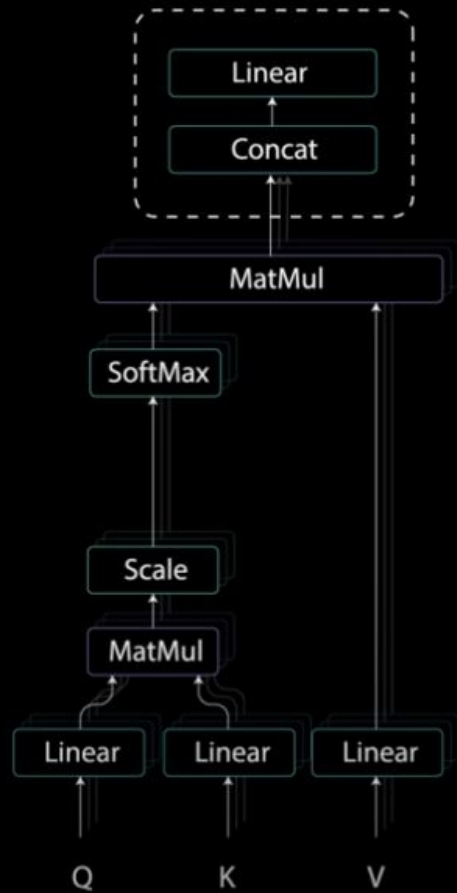 Linear
Concat
MatMul
SoftMax
Scale
MatMul
Linear Linear Linear
Q K V